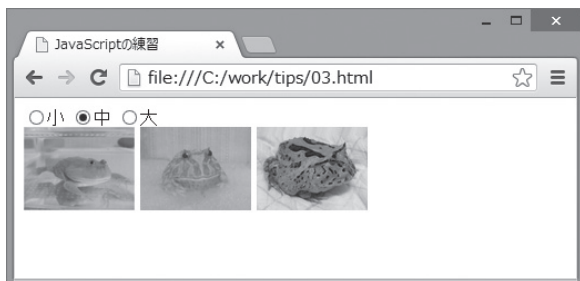 JavaScriptの練習
file:///C:/work/tips/03.html
小 中 大